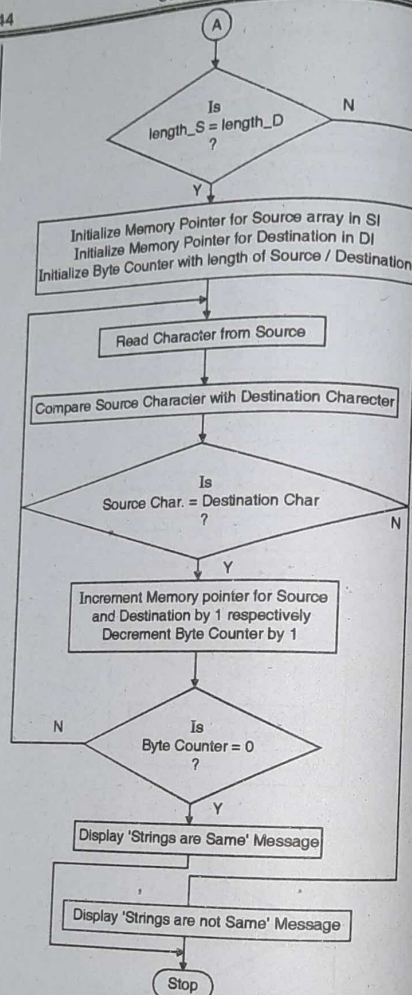 44
A
Is
length_S = length_D
?
N
Y
Initialize Memory Pointer for Source array in SI
Initialize Memory Pointer for Destination in DI
Initialize Byte Counter with length of Source / Destination
Read Character from Source
Compare Source Character with Destination Charecter
Is
Source Char. = Destination Char
?
N
Y
Increment Memory pointer for Source
and Destination by 1 respectively
Decrement Byte Counter by 1
N
Is
Byte Counter = 0
?
Y
Display 'Strings are Same' Message
Display 'Strings are not Same' Message
Stop